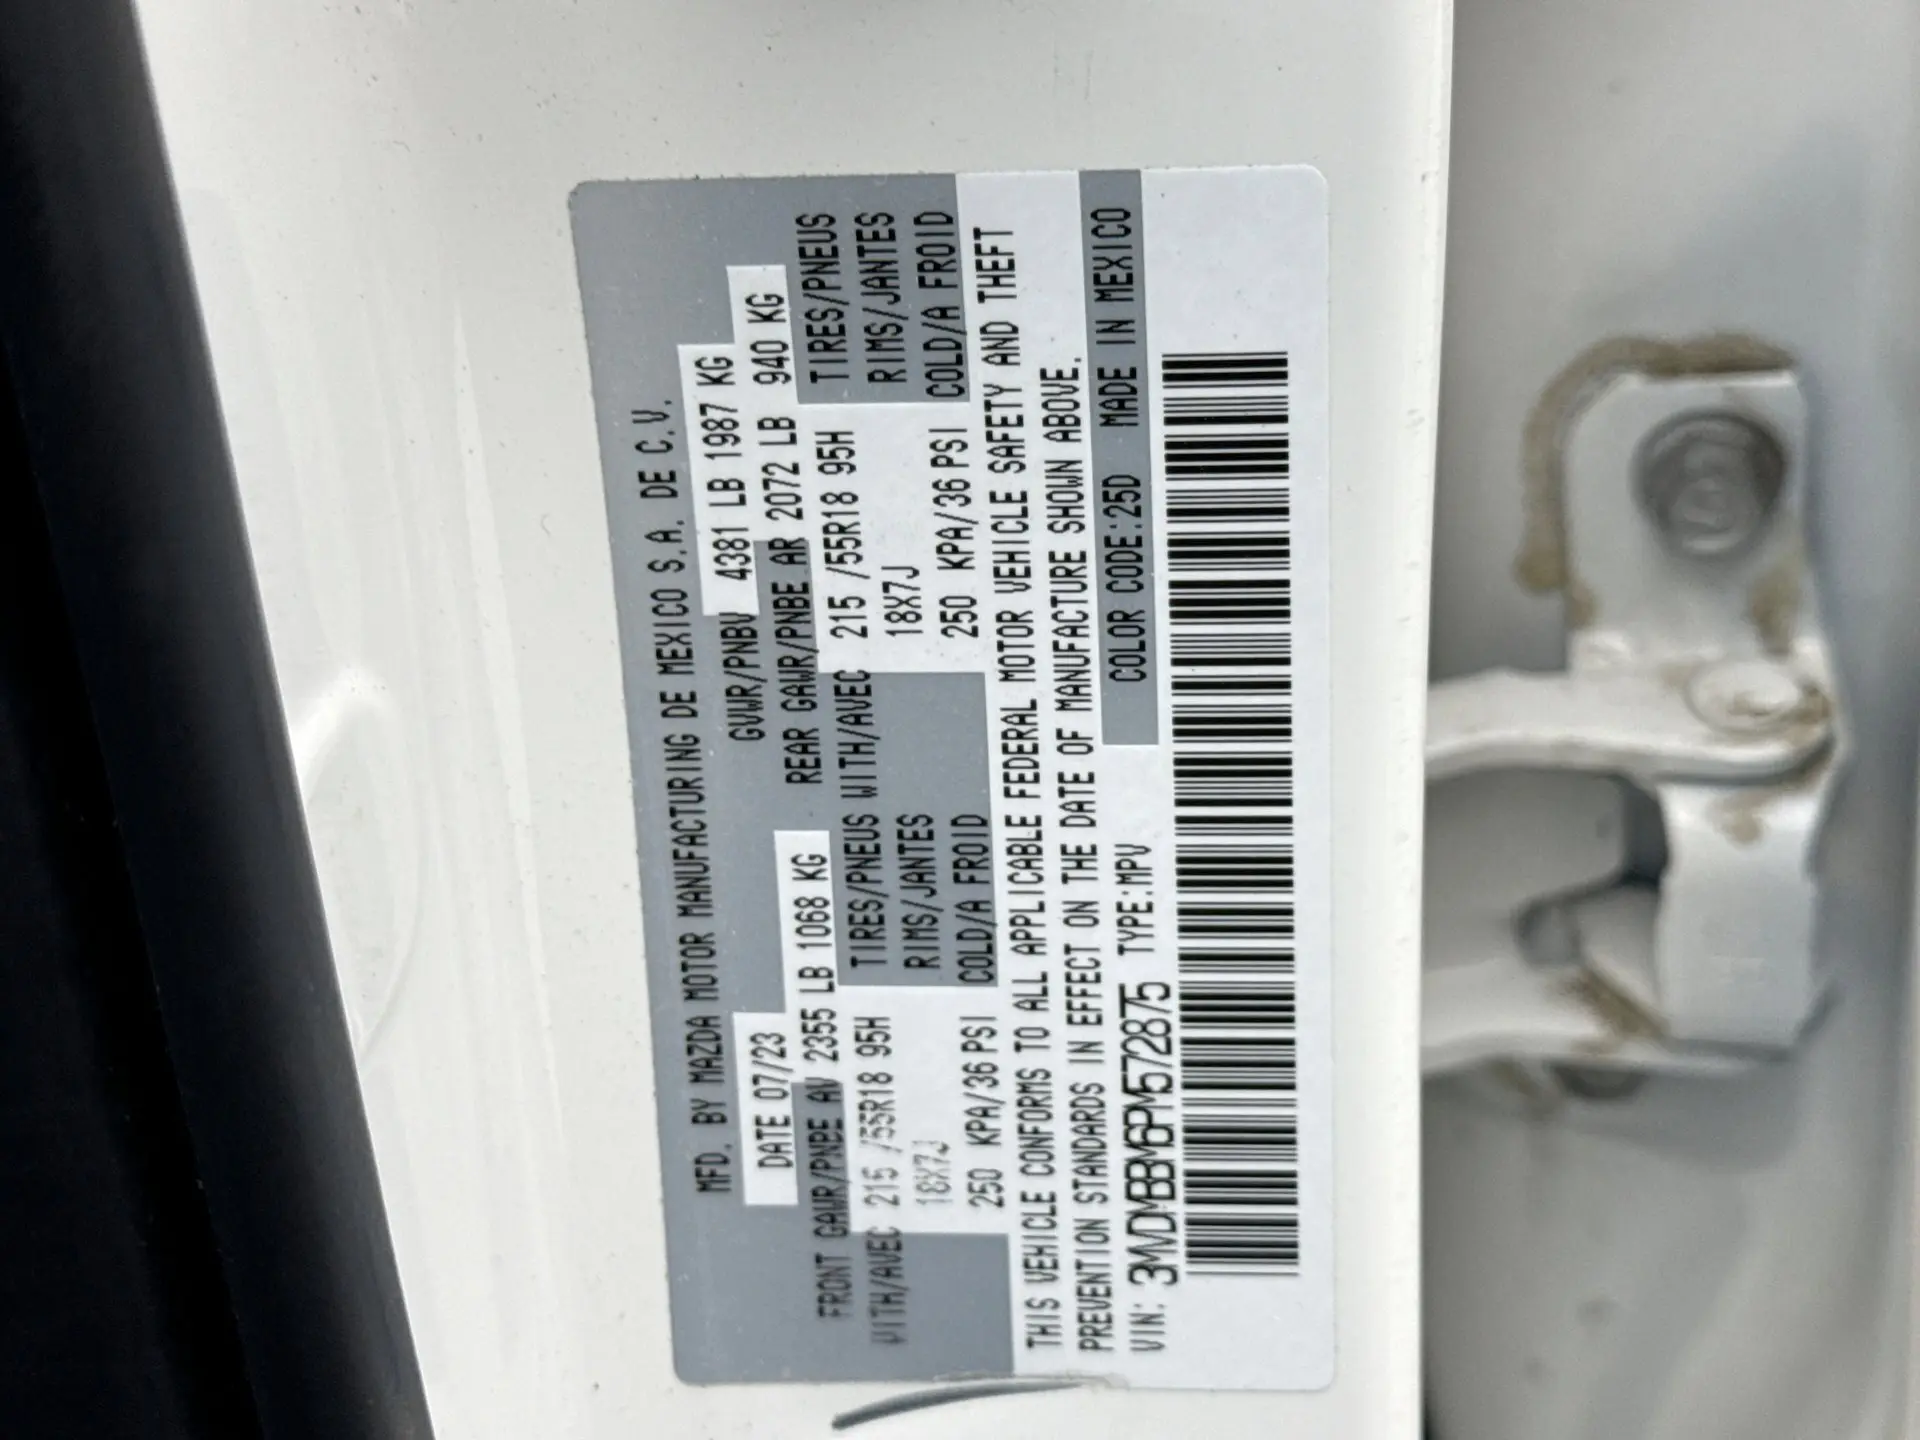 MFD. BY MAZDA MOTOR MANUFACTURING DE MEXICO S.A. DE C.V.
DATE 07/23 GVWR/PNBV 4381 LB 1987 KG
FRONT GAWR/PNBE AV 2355 LB 1068 KG REAR GAWR/PNBE AR 2072 LB 940 KG
WITH/AVEC 215 /55R18 95H TIRES/PNEUS WITH/AVEC 215 /55R18 95H TIRES/PNEUS
18X7J RIMS/JANTES 18X7J RIMS/JANTES
250 KPA/36 PSI COLD/A FROID 250 KPA/36 PSI COLD/A FROID
THIS VEHICLE CONFORMS TO ALL APPLICABLE FEDERAL MOTOR VEHICLE SAFETY AND THEFT
PREVENTION STANDARDS IN EFFECT ON THE DATE OF MANUFACTURE SHOWN ABOVE.
VIN: 3MVDMBBM6PM572875 TYPE:MPV COLOR CODE:25D MADE IN MEXICO